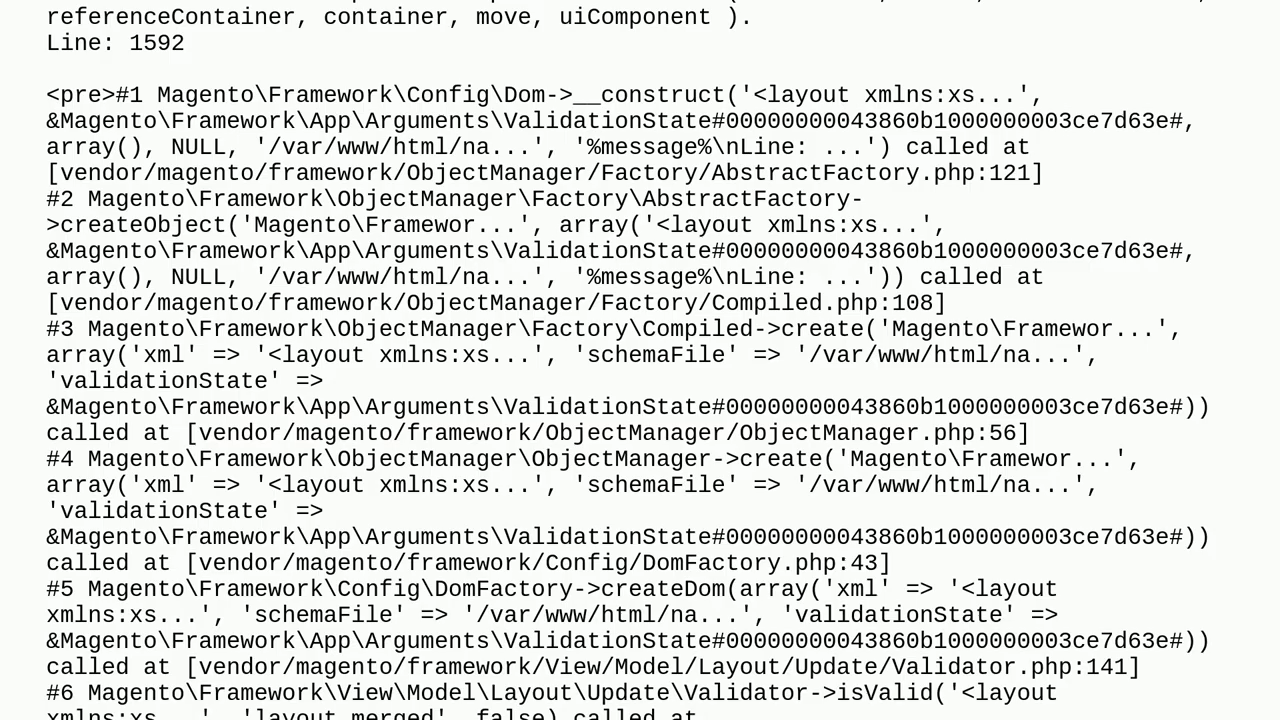 referenceContainer, container, move, uiComponent ).
Line: 1592
<pre>#1 Magento\Framework\Config\Dom->__construct('<layout xmlns:xs...',
&Magento\Framework\App\Arguments\ValidationState#00000000043860b1000000003ce7d63e#,
array(), NULL, '/var/www/html/na...', '%message%\nLine: ...') called at
[vendor/magento/framework/ObjectManager/Factory/AbstractFactory.php:121]
#2 Magento\Framework\ObjectManager\Factory\AbstractFactory-
>createObject('Magento\Framewor...', array('<layout xmlns:xs...',
&Magento\Framework\App\Arguments\ValidationState#00000000043860b1000000003ce7d63e#,
array(), NULL, '/var/www/html/na...', '%message%\nLine: ...')) called at
[vendor/magento/framework/ObjectManager/Factory/Compiled.php:108]
#3 Magento\Framework\ObjectManager\Factory\Compiled->create('Magento\Framewor...',
array('xml' => '<layout xmlns:xs...', 'schemaFile' => '/var/www/html/na...',
'validationState' =>
&Magento\Framework\App\Arguments\ValidationState#00000000043860b1000000003ce7d63e#))
called at [vendor/magento/framework/ObjectManager/ObjectManager.php:56]
#4 Magento\Framework\ObjectManager\ObjectManager->create('Magento\Framewor...',
array('xml' => '<layout xmlns:xs...', 'schemaFile' => '/var/www/html/na...',
'validationState' =>
&Magento\Framework\App\Arguments\ValidationState#00000000043860b1000000003ce7d63e#))
called at [vendor/magento/framework/Config/DomFactory.php:43]
#5 Magento\Framework\Config\DomFactory->createDom(array('xml' => '<layout
xmlns:xs...', 'schemaFile' => '/var/www/html/na...', 'validationState' =>
&Magento\Framework\App\Arguments\ValidationState#00000000043860b1000000003ce7d63e#))
called at [vendor/magento/framework/View/Model/Layout/Update/Validator.php:141]
#6 Magento\Framework\View\Model\Layout\Update\Validator->isValid('<layout
xmlns:xs...', 'layout_merged', false) called at